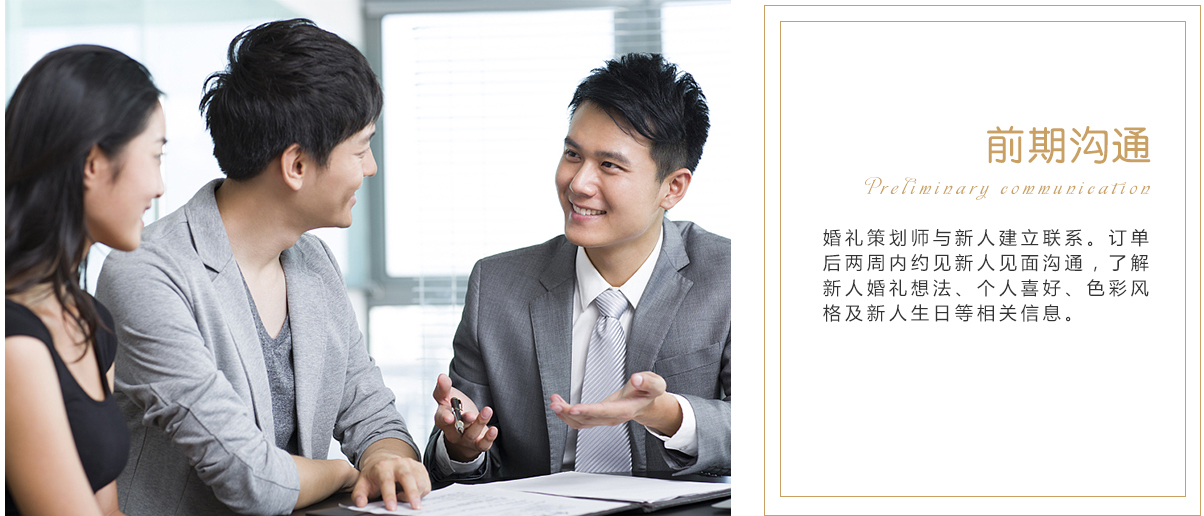 前期沟通
Preliminary communication
婚礼策划师与新人建立联系。订单
后两周内约见新人见面沟通，了解
新人婚礼想法、个人喜好、色彩风
格及新人生日等相关信息。